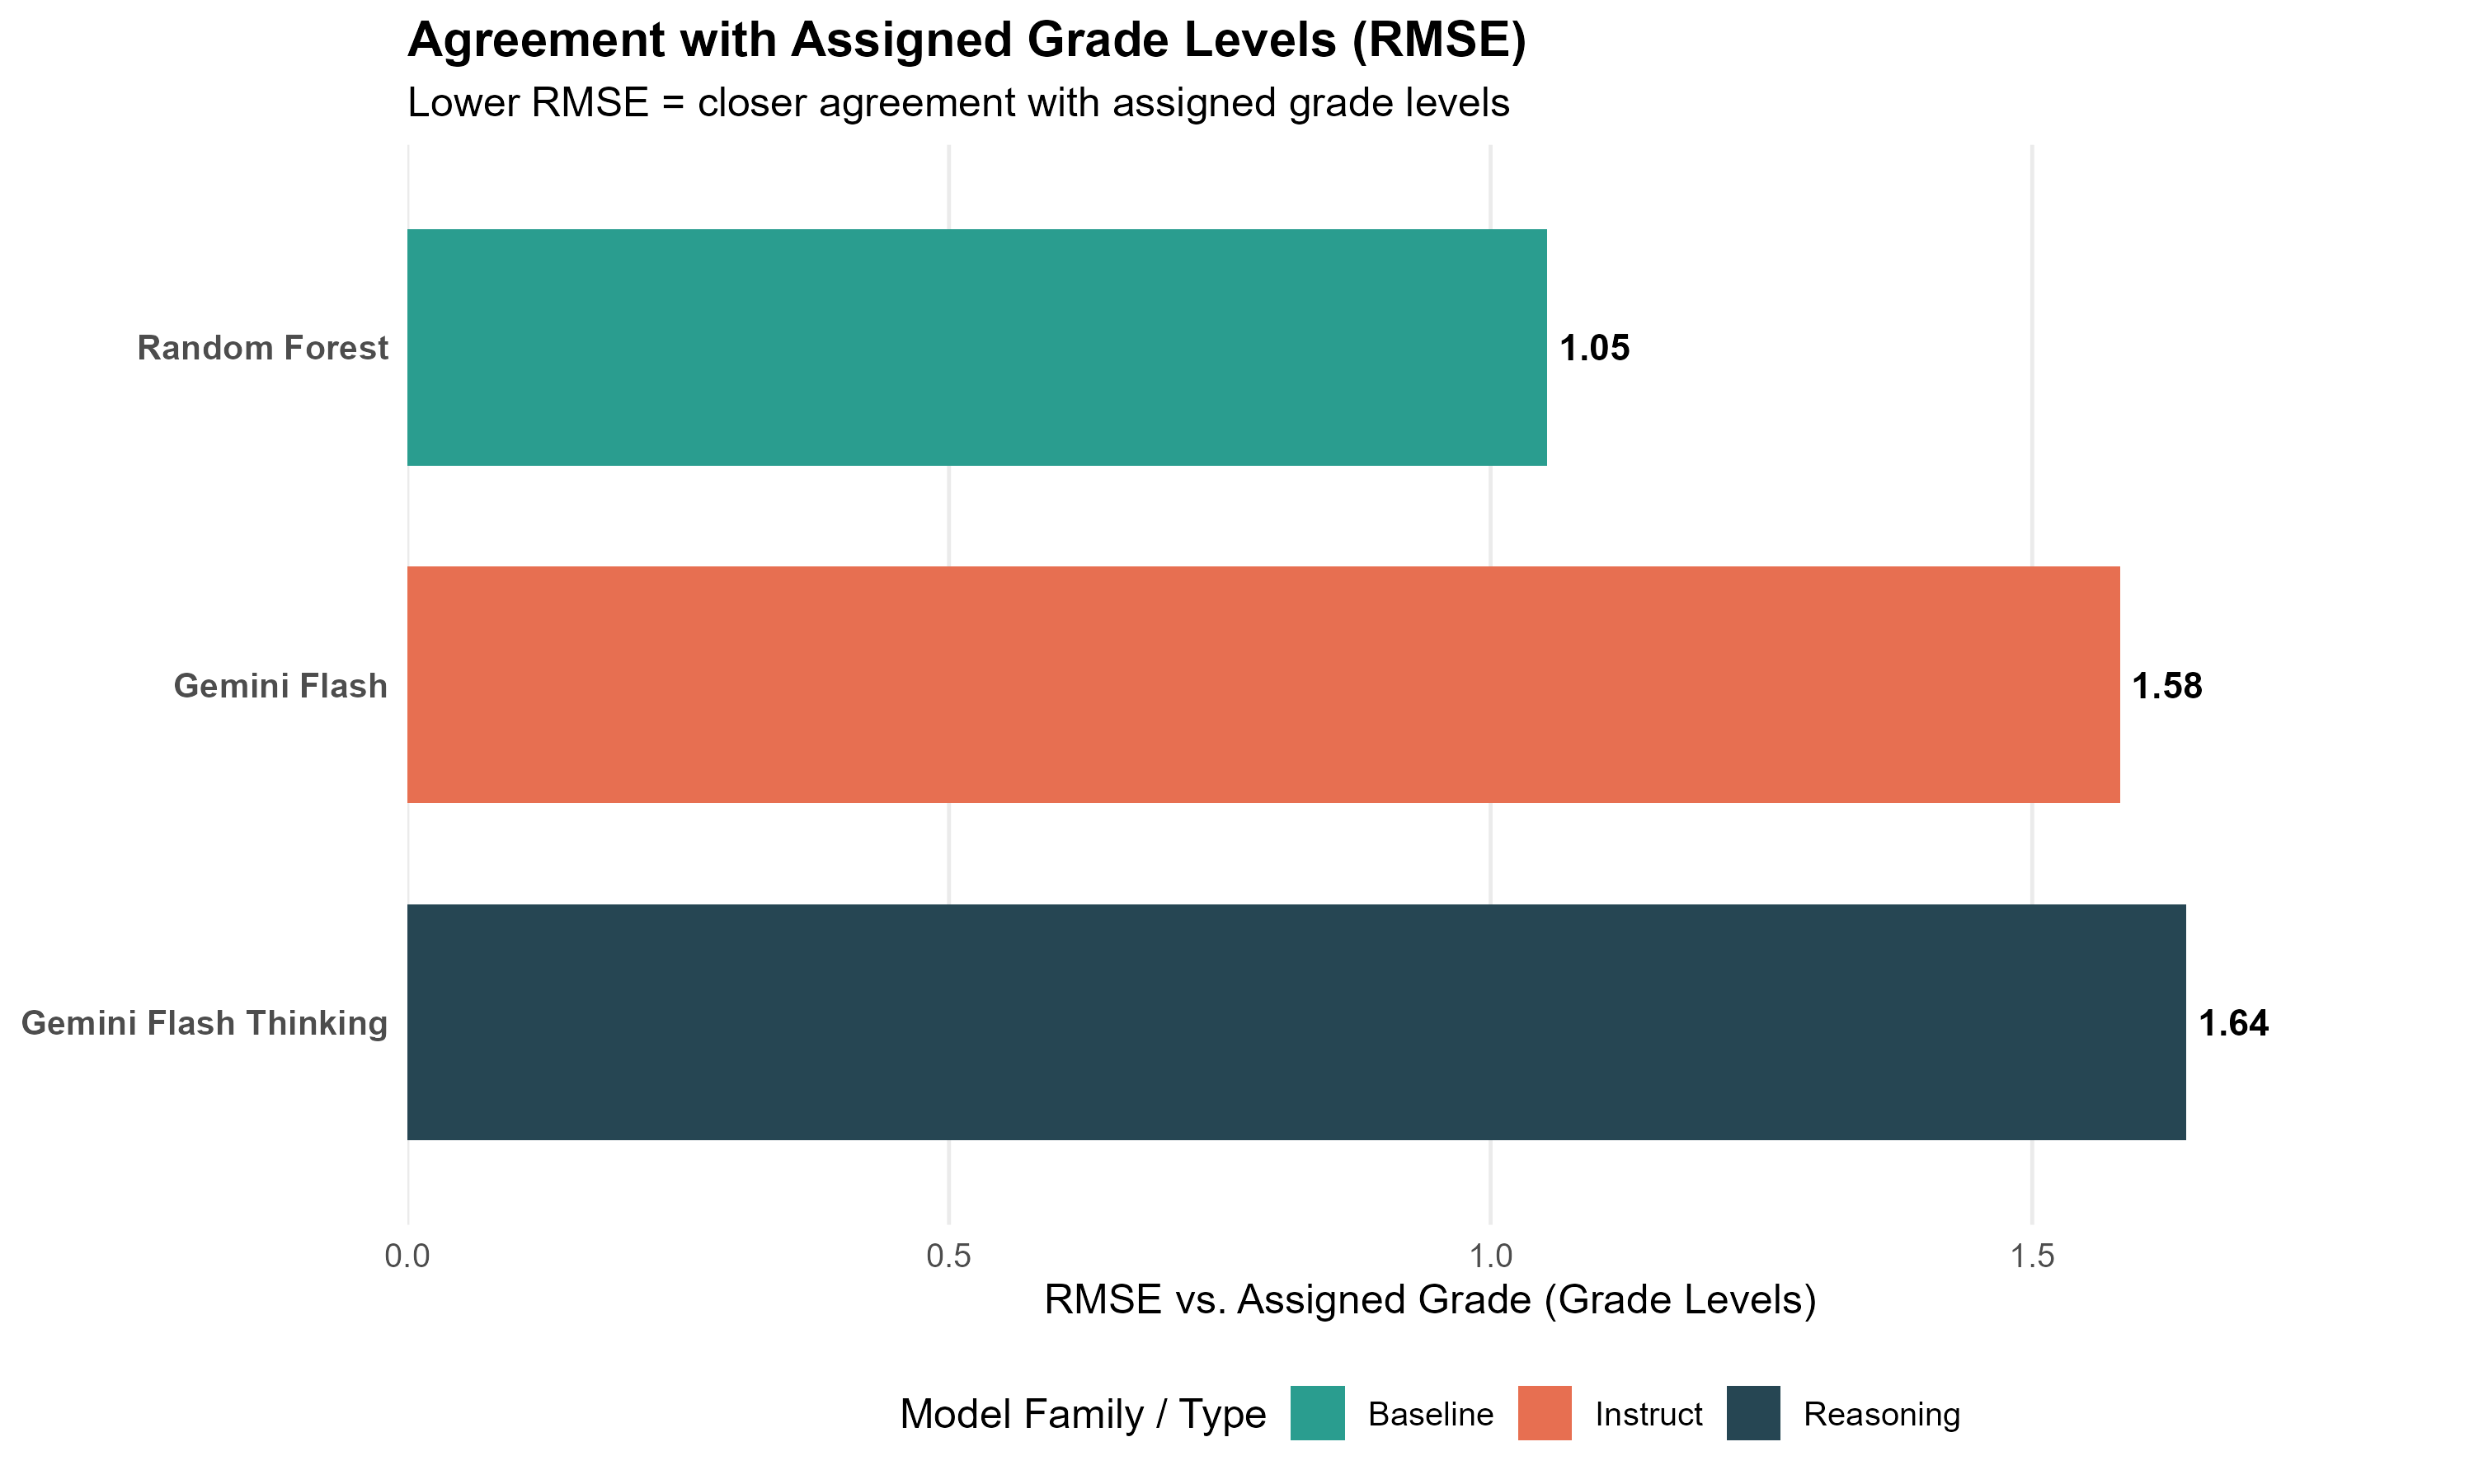 Agreement with Assigned Grade Levels (RMSE)
Lower RMSE = closer agreement with assigned grade levels
Random Forest
1.05
Gemini Flash
1.58
Gemini Flash Thinking
1.64
0.0 0.5 1.0 1.5
RMSE vs. Assigned Grade (Grade Levels)
Model Family / Type Baseline Instruct Reasoning